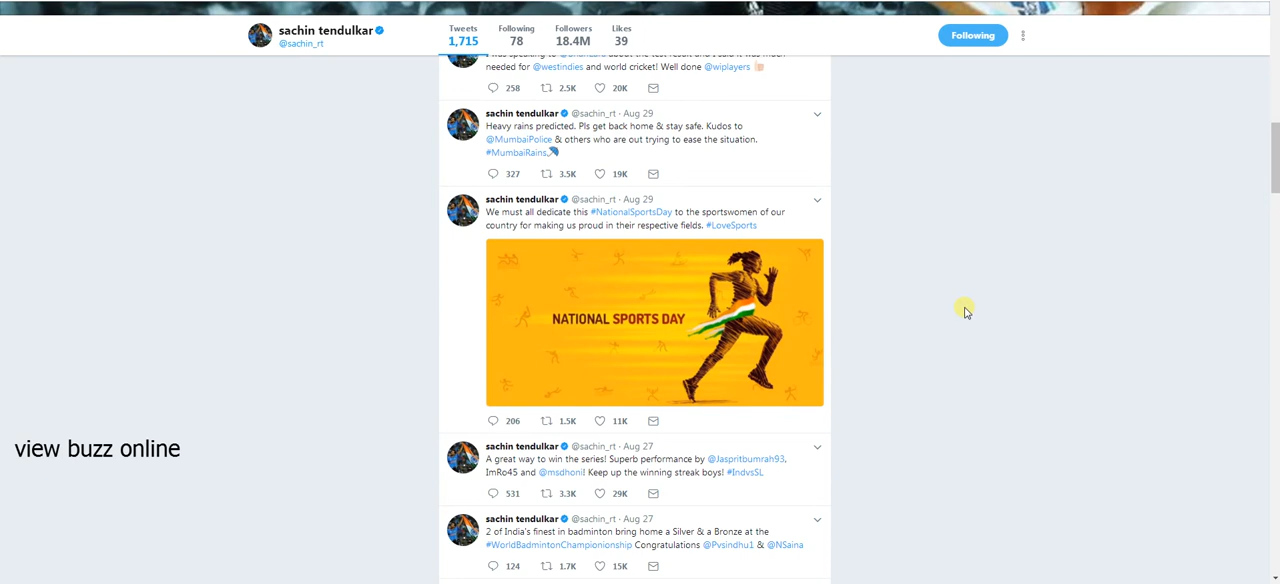 sachin tendulkar
@sachin_rt
Tweets
1,715
Following
78
Followers
18.4M
Likes
39
Following
about the test result and I said it was much
needed for @westindies and world cricket! Well done @wiplayers
258 2.5K 20K
sachin tendulkar @sachin_rt · Aug 29
Heavy rains predicted. Pls get back home & stay safe. Kudos to
@MumbaiPolice & others who are out trying to ease the situation.
#MumbaiRains
327 3.5K 19K
sachin tendulkar @sachin_rt · Aug 29
We must all dedicate this #NationalSportsDay to the sportswomen of our
country for making us proud in their respective fields. #LoveSports
NATIONAL SPORTS DAY
206 1.5K 11K
sachin tendulkar @sachin_rt · Aug 27
A great way to win the series! Superb performance by @Jaspritbumrah93,
ImRo45 and @msdhoni! Keep up the winning streak boys! #IndvsSL
531 3.3K 29K
sachin tendulkar @sachin_rt · Aug 27
2 of India's finest in badminton bring home a Silver & a Bronze at the
#WorldBadmintonChampionionship Congratulations @Pvsindhu1 & @NSaina
124 1.7K 15K
view buzz online